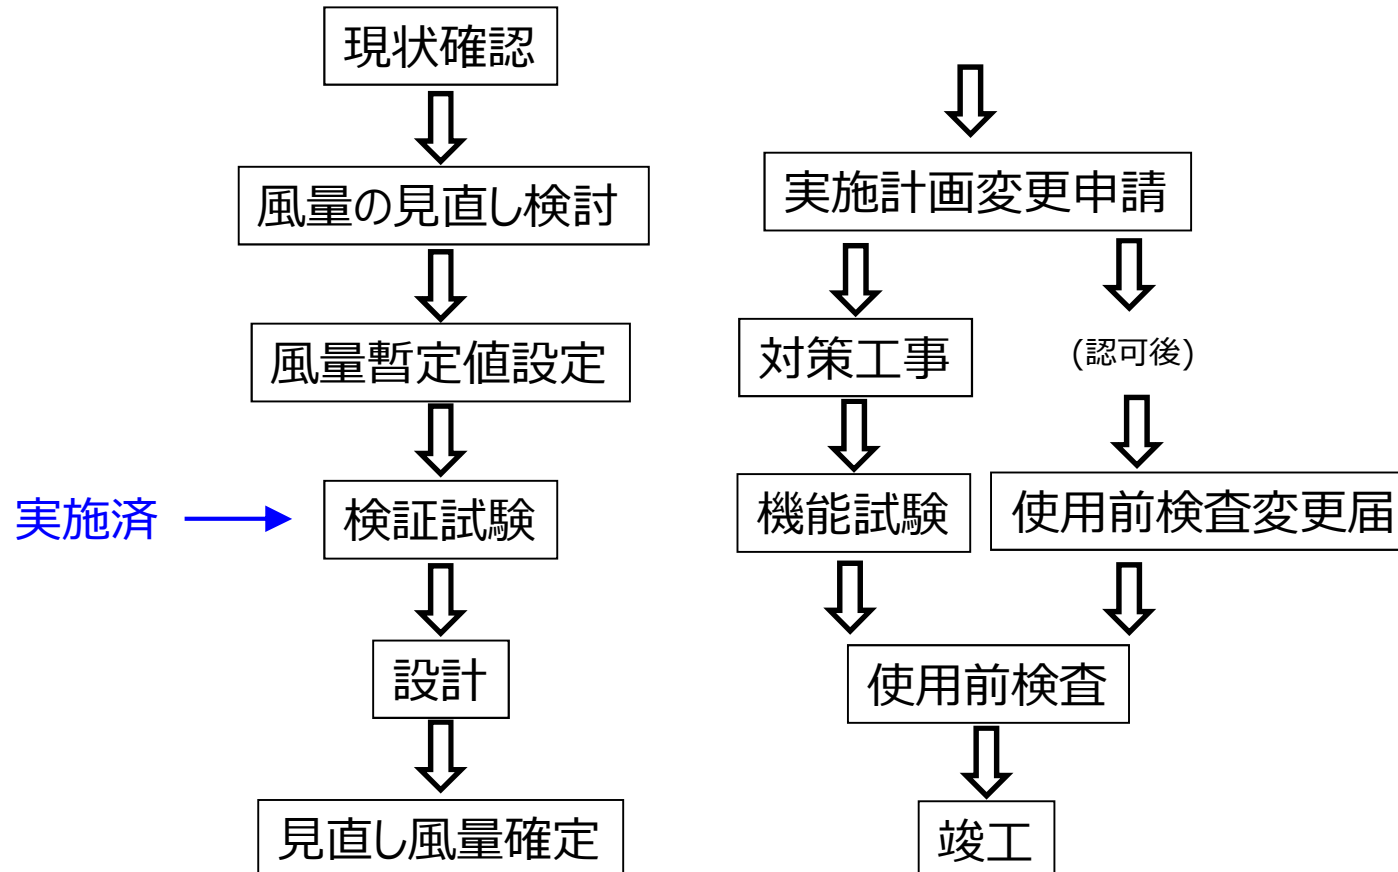 現状確認
風量の見直し検討
風量暫定値設定
実施済
検証試験
設計
見直し風量確定
実施計画変更申請
対策工事
(認可後)
機能試験
使用前検査変更届
使用前検査
竣工